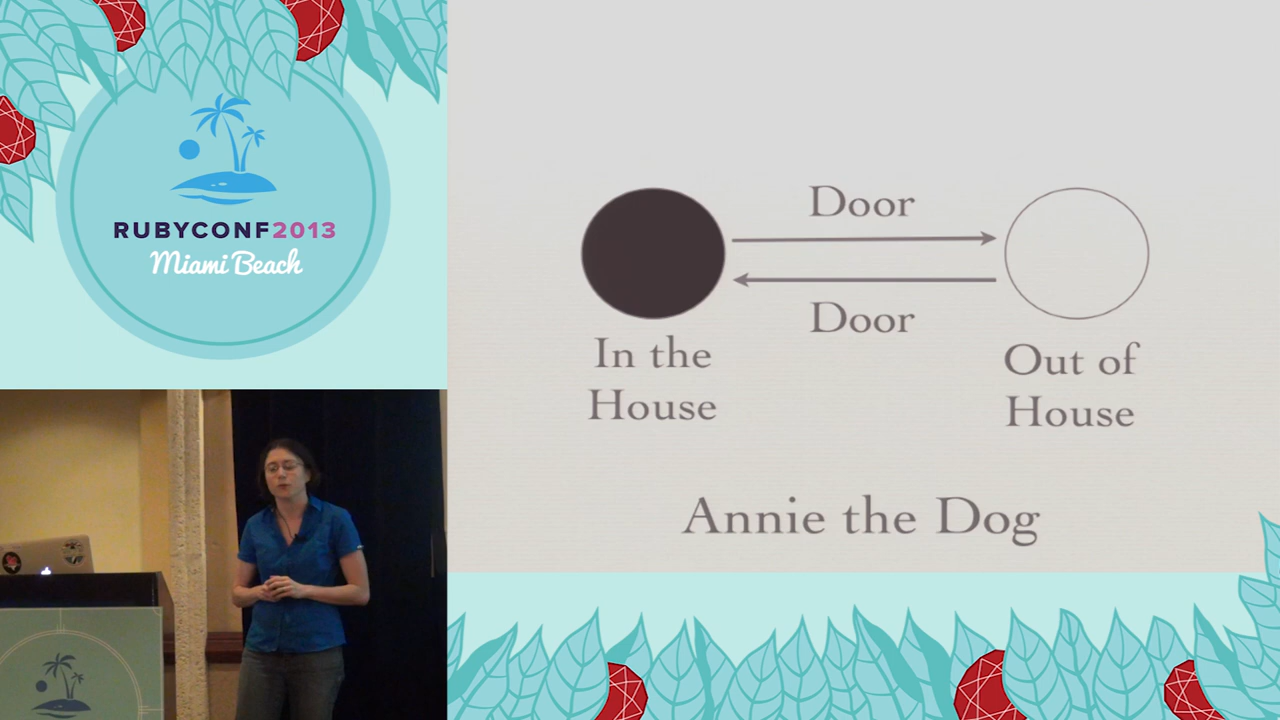 RUBYCONF2013
Miami Beach
Door
Door
In the
House
Out of
House
Annie the Dog